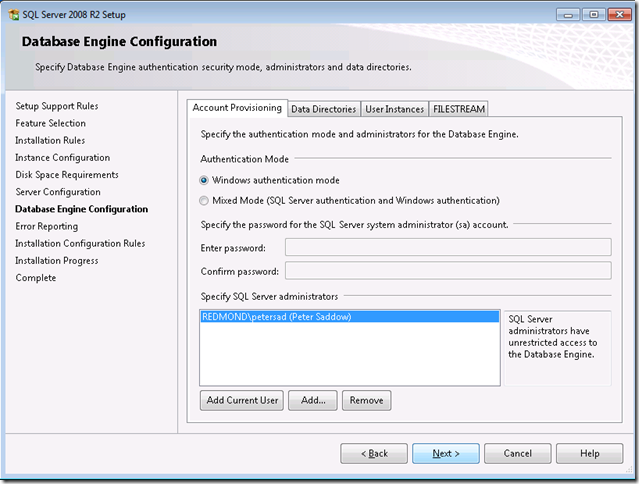 SQL Server 2008 R2 Setup
Database Engine Configuration
Specify Database Engine authentication security mode, administrators and data directories.
Setup Support Rules
Feature Selection
Installation Rules
Instance Configuration
Disk Space Requirements
Server Configuration
Database Engine Configuration
Error Reporting
Installation Configuration Rules
Installation Progress
Complete
Account Provisioning Data Directories User Instances FILESTREAM
Specify the authentication mode and administrators for the Database Engine.
Authentication Mode
Windows authentication mode
Mixed Mode (SQL Server authentication and Windows authentication)
Specify the password for the SQL Server system administrator (sa) account.
Enter password:
Confirm password:
Specify SQL Server administrators
REDMOND\petersad (Peter Saddow)
SQL Server
administrators have
unrestricted access to
the Database Engine.
Add Current User Add... Remove
< Back Next > Cancel Help